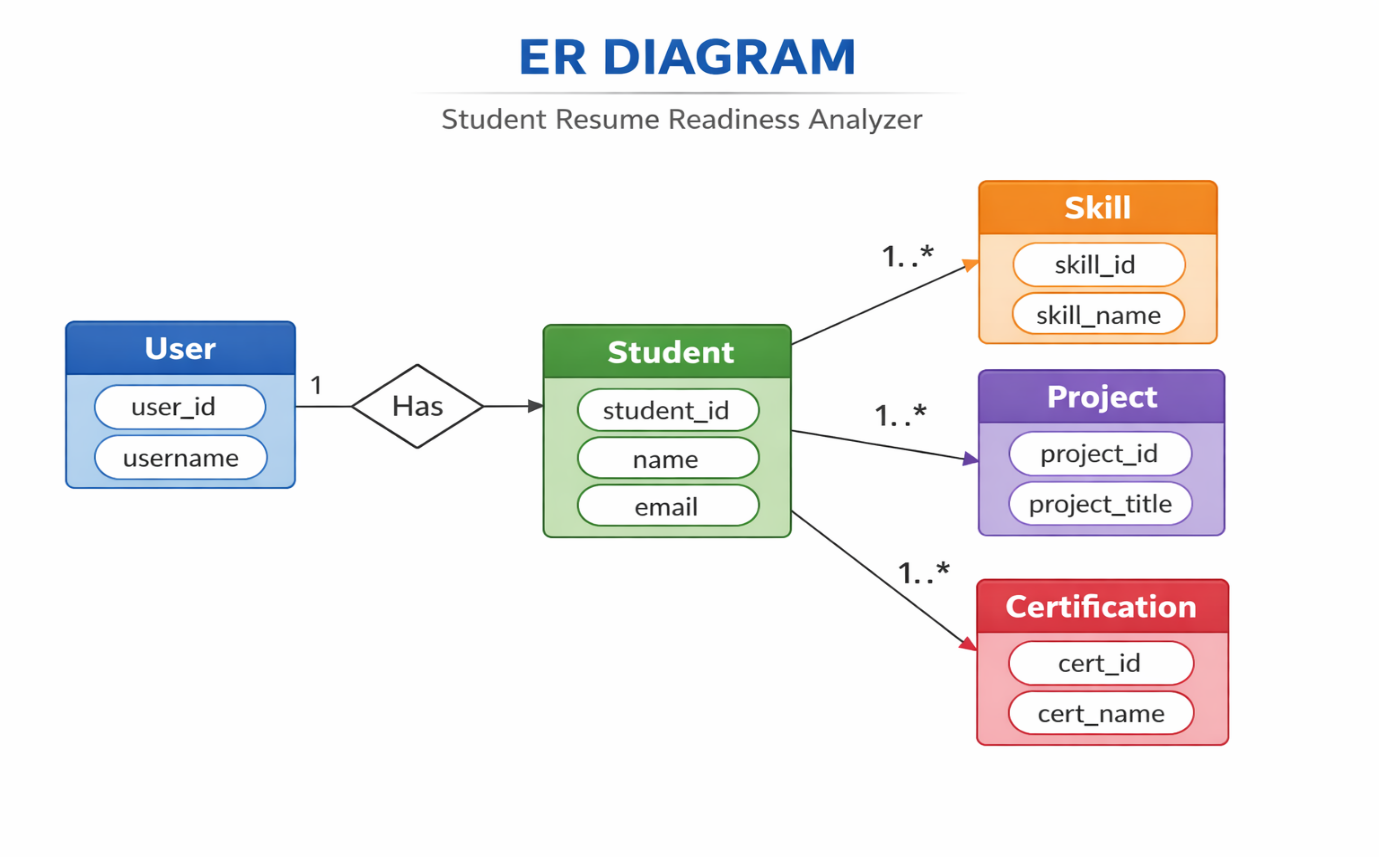 ER DIAGRAM
Student Resume Readiness Analyzer
User
user_id
username
1
Has
Student
student_id
name
email
1..*
Skill
skill_id
skill_name
1..*
Project
project_id
project_title
1..*
Certification
cert_id
cert_name